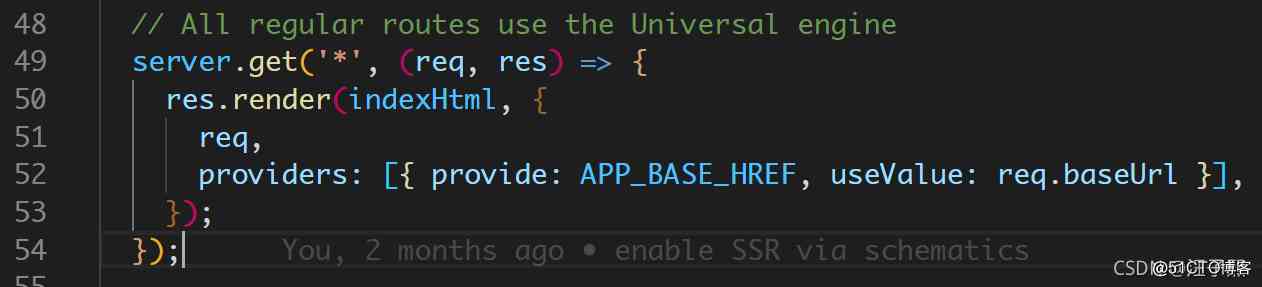 48 // All regular routes use the Universal engine
49 server.get('*', (req, res) => {
50 res.render(indexHtml, {
51 req,
52 providers: [{ provide: APP_BASE_HREF, useValue: req.baseUrl }],
53 });
54 });    You, 2 months ago • enable SSR via schematics
55
@51CTO博客